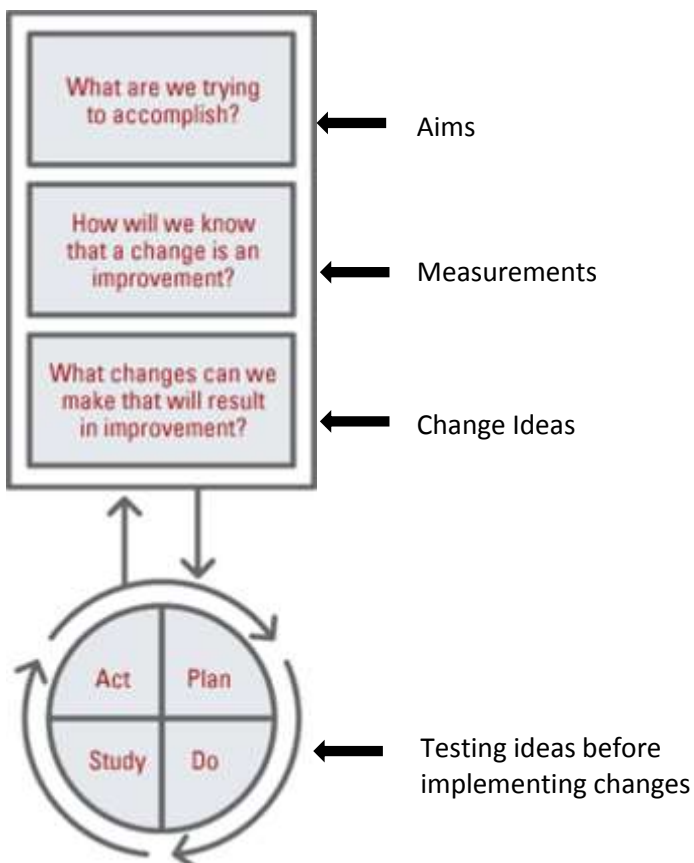 What are we trying
to accomplish?
Aims
How will we know
that a change is an
improvement?
Measurements
What changes can we
make that will result
in improvement?
Change Ideas
Act
Plan
Study
Do
Testing ideas before
implementing changes